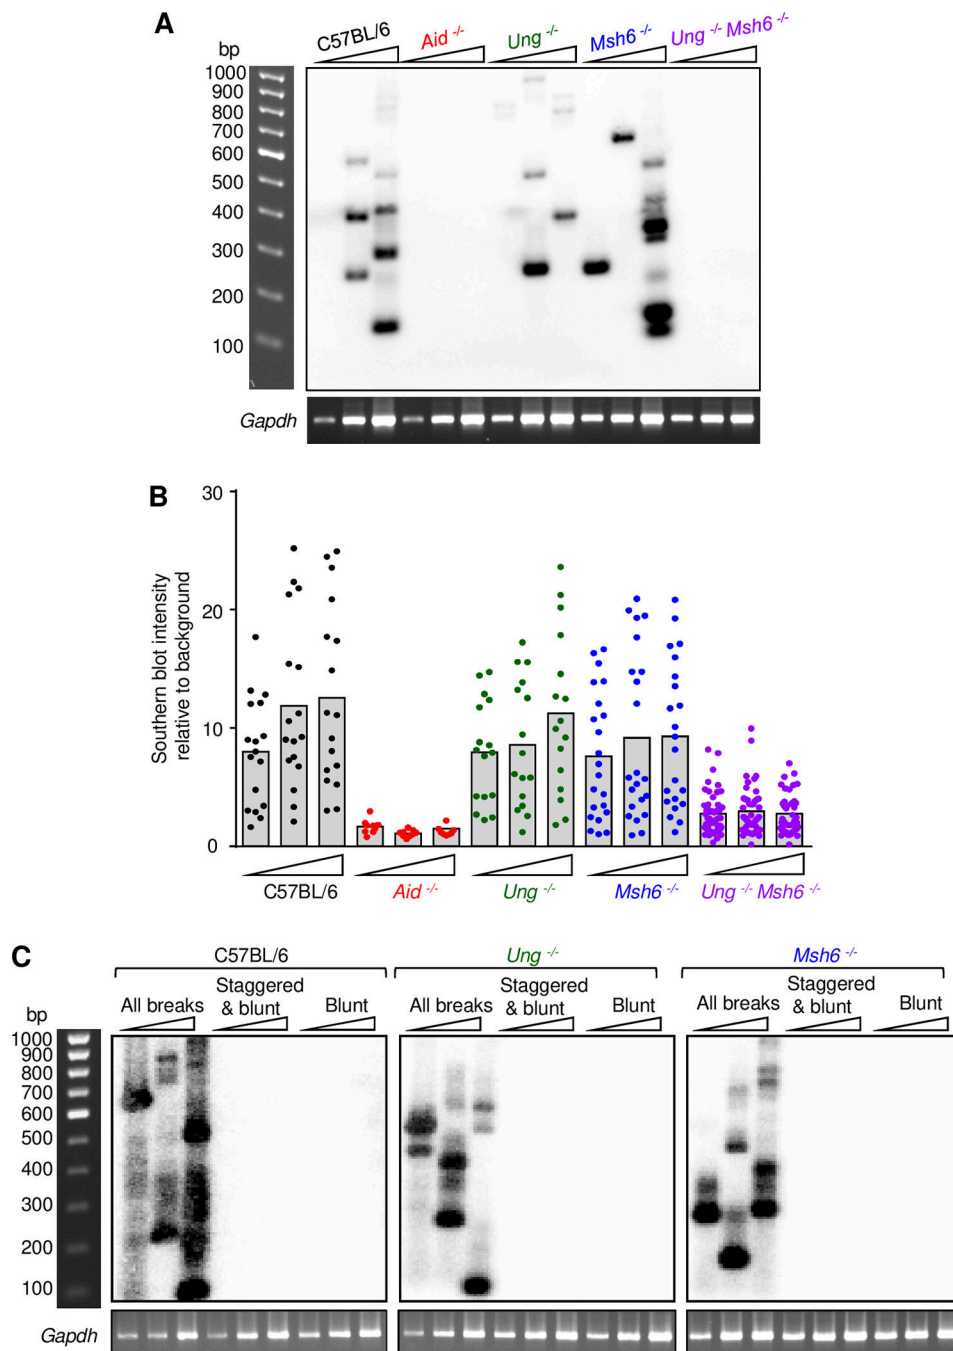 A
bp
C57BL/6
Aid -/-
Ung -/-
Msh6 -/-
Ung -/- Msh6 -/-
1000
900
800
700
600
500
400
300
200
100
Gapdh
B
Southern blot intensity
relative to background
30
20
10
0
C57BL/6
Aid -/-
Ung -/-
Msh6 -/-
Ung -/- Msh6 -/-
C
C57BL/6
Ung -/-
Msh6 -/-
bp
All breaks
Staggered
& blunt
Blunt
All breaks
Staggered
& blunt
Blunt
All breaks
Staggered
& blunt
Blunt
1000
900
800
700
600
500
400
300
200
100
Gapdh